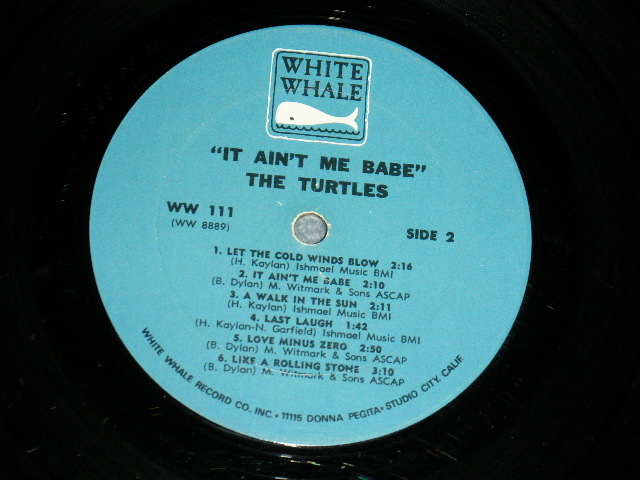 WHITE
WHALE
"IT AIN'T ME BABE"
THE TURTLES
WW 111
(WW 8889)
SIDE 2
1. LET THE COLD WINDS BLOW 2:16
(H. Kaylan) Ishmael Music BMI
2. IT AIN'T ME BABE 2:10
(B. Dylan) M. Witmark & Sons ASCAP
3. A WALK IN THE SUN 2:11
(H. Kaylan) Ishmael Music BMI
4. LAST LAUGH 1:42
(H. Kaylan-N. Garfield) Ishmael Music BMI
5. LOVE MINUS ZERO 2:50
(B. Dylan) M. Witmark & Sons ASCAP
6. LIKE A ROLLING STONE 3:10
(B. Dylan) M. Witmark & Sons ASCAP
WHITE WHALE RECORD CO. INC. • 11115 DONNA PEGITA • STUDIO CITY, CALIF.